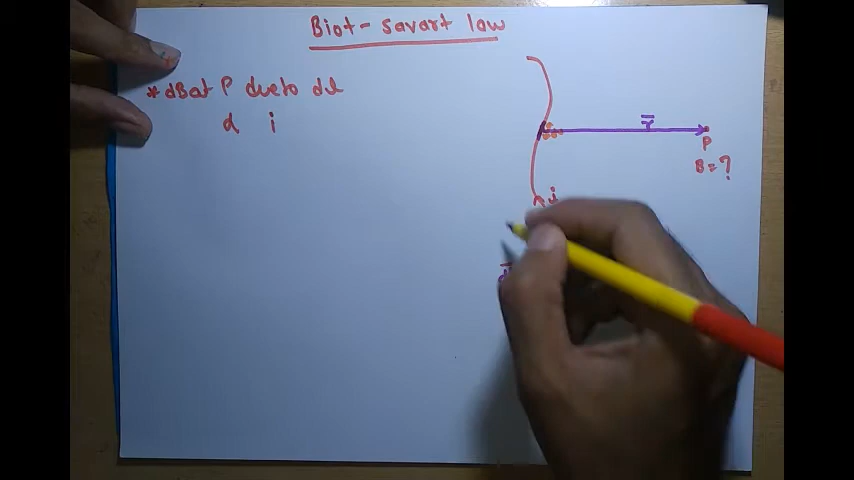 Biot-savart law
* dB at P due to dl
α i
r̅
P
B = ?
i